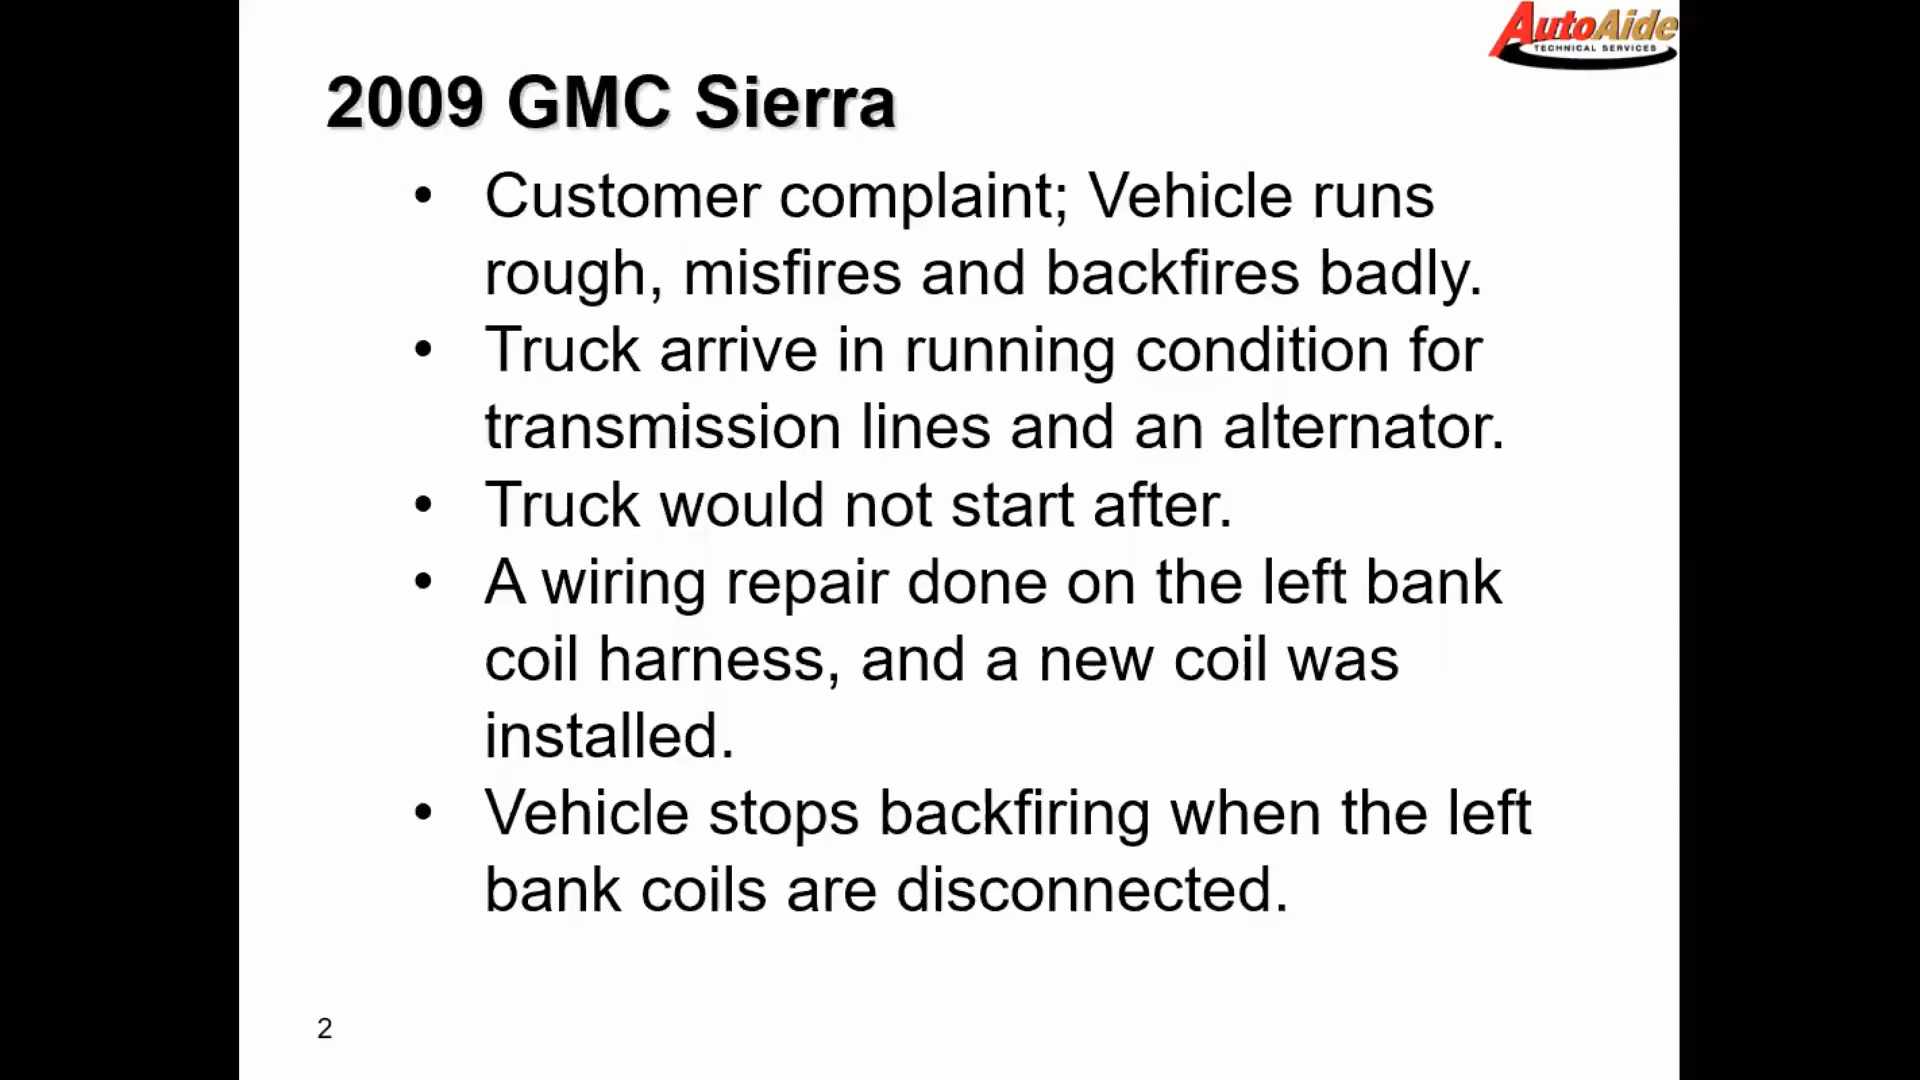 AutoAide
TECHNICAL SERVICES
2009 GMC Sierra
• Customer complaint; Vehicle runs
rough, misfires and backfires badly.
• Truck arrive in running condition for
transmission lines and an alternator.
• Truck would not start after.
• A wiring repair done on the left bank
coil harness, and a new coil was
installed.
• Vehicle stops backfiring when the left
bank coils are disconnected.
2